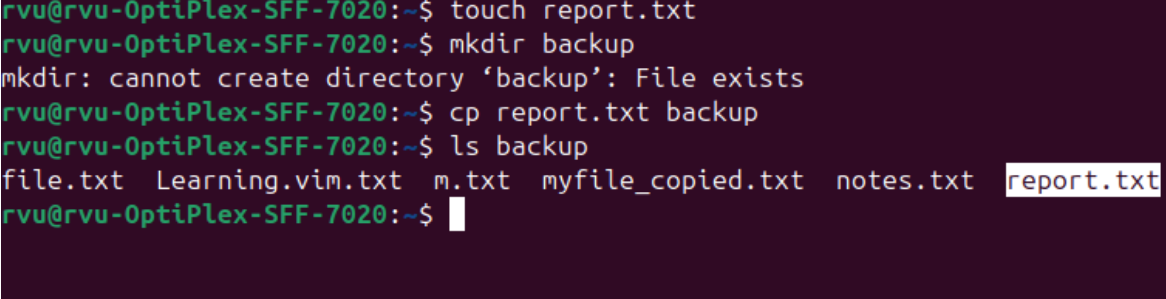 rvu@rvu-OptiPlex-SFF-7020:~$ touch report.txt
rvu@rvu-OptiPlex-SFF-7020:~$ mkdir backup
mkdir: cannot create directory ‘backup’: File exists
rvu@rvu-OptiPlex-SFF-7020:~$ cp report.txt backup
rvu@rvu-OptiPlex-SFF-7020:~$ ls backup
file.txt  Learning.vim.txt  m.txt  myfile_copied.txt  notes.txt  report.txt
rvu@rvu-OptiPlex-SFF-7020:~$